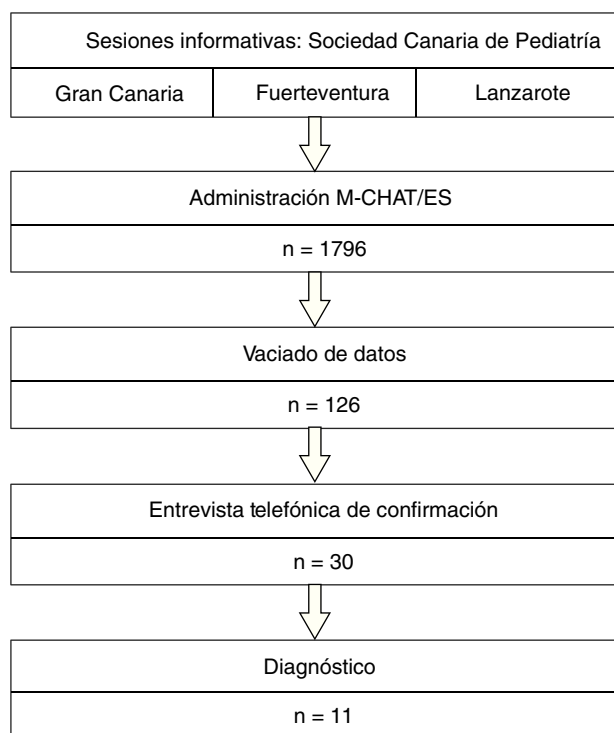 Sesiones informativas: Sociedad Canaria de Pediatría
Gran Canaria Fuerteventura Lanzarote
Administración M-CHAT/ES
n = 1796
Vaciado de datos
n = 126
Entrevista telefónica de confirmación
n = 30
Diagnóstico
n = 11